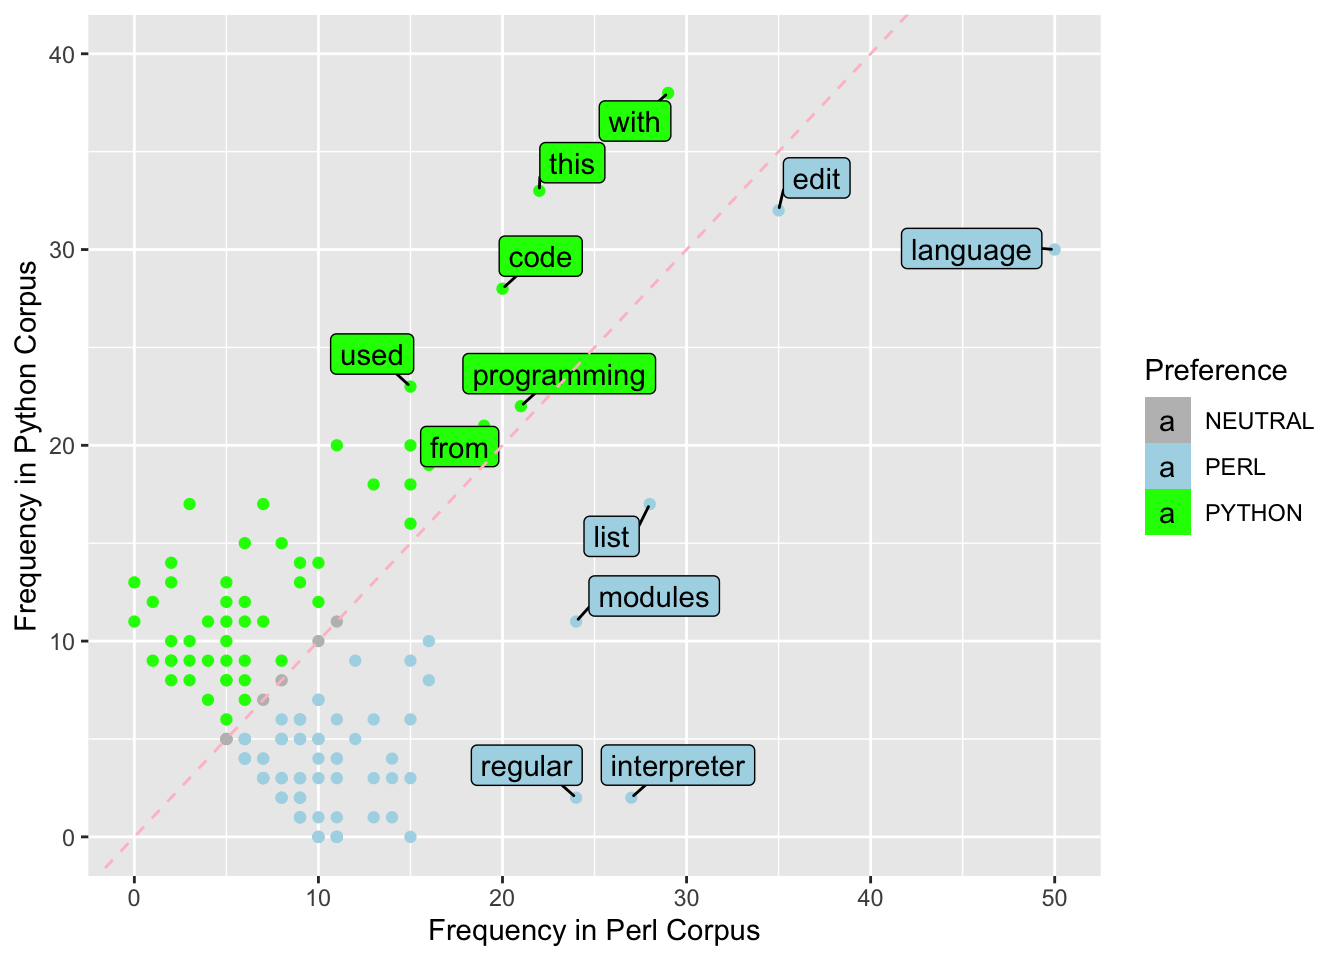 40
30
20
10
0
Frequency in Python Corpus
with
this
edit
language
code
used
programming
from
list
modules
regular
interpreter
0
10
20
30
40
50
Frequency in Perl Corpus
Preference
a NEUTRAL
a PERL
a PYTHON